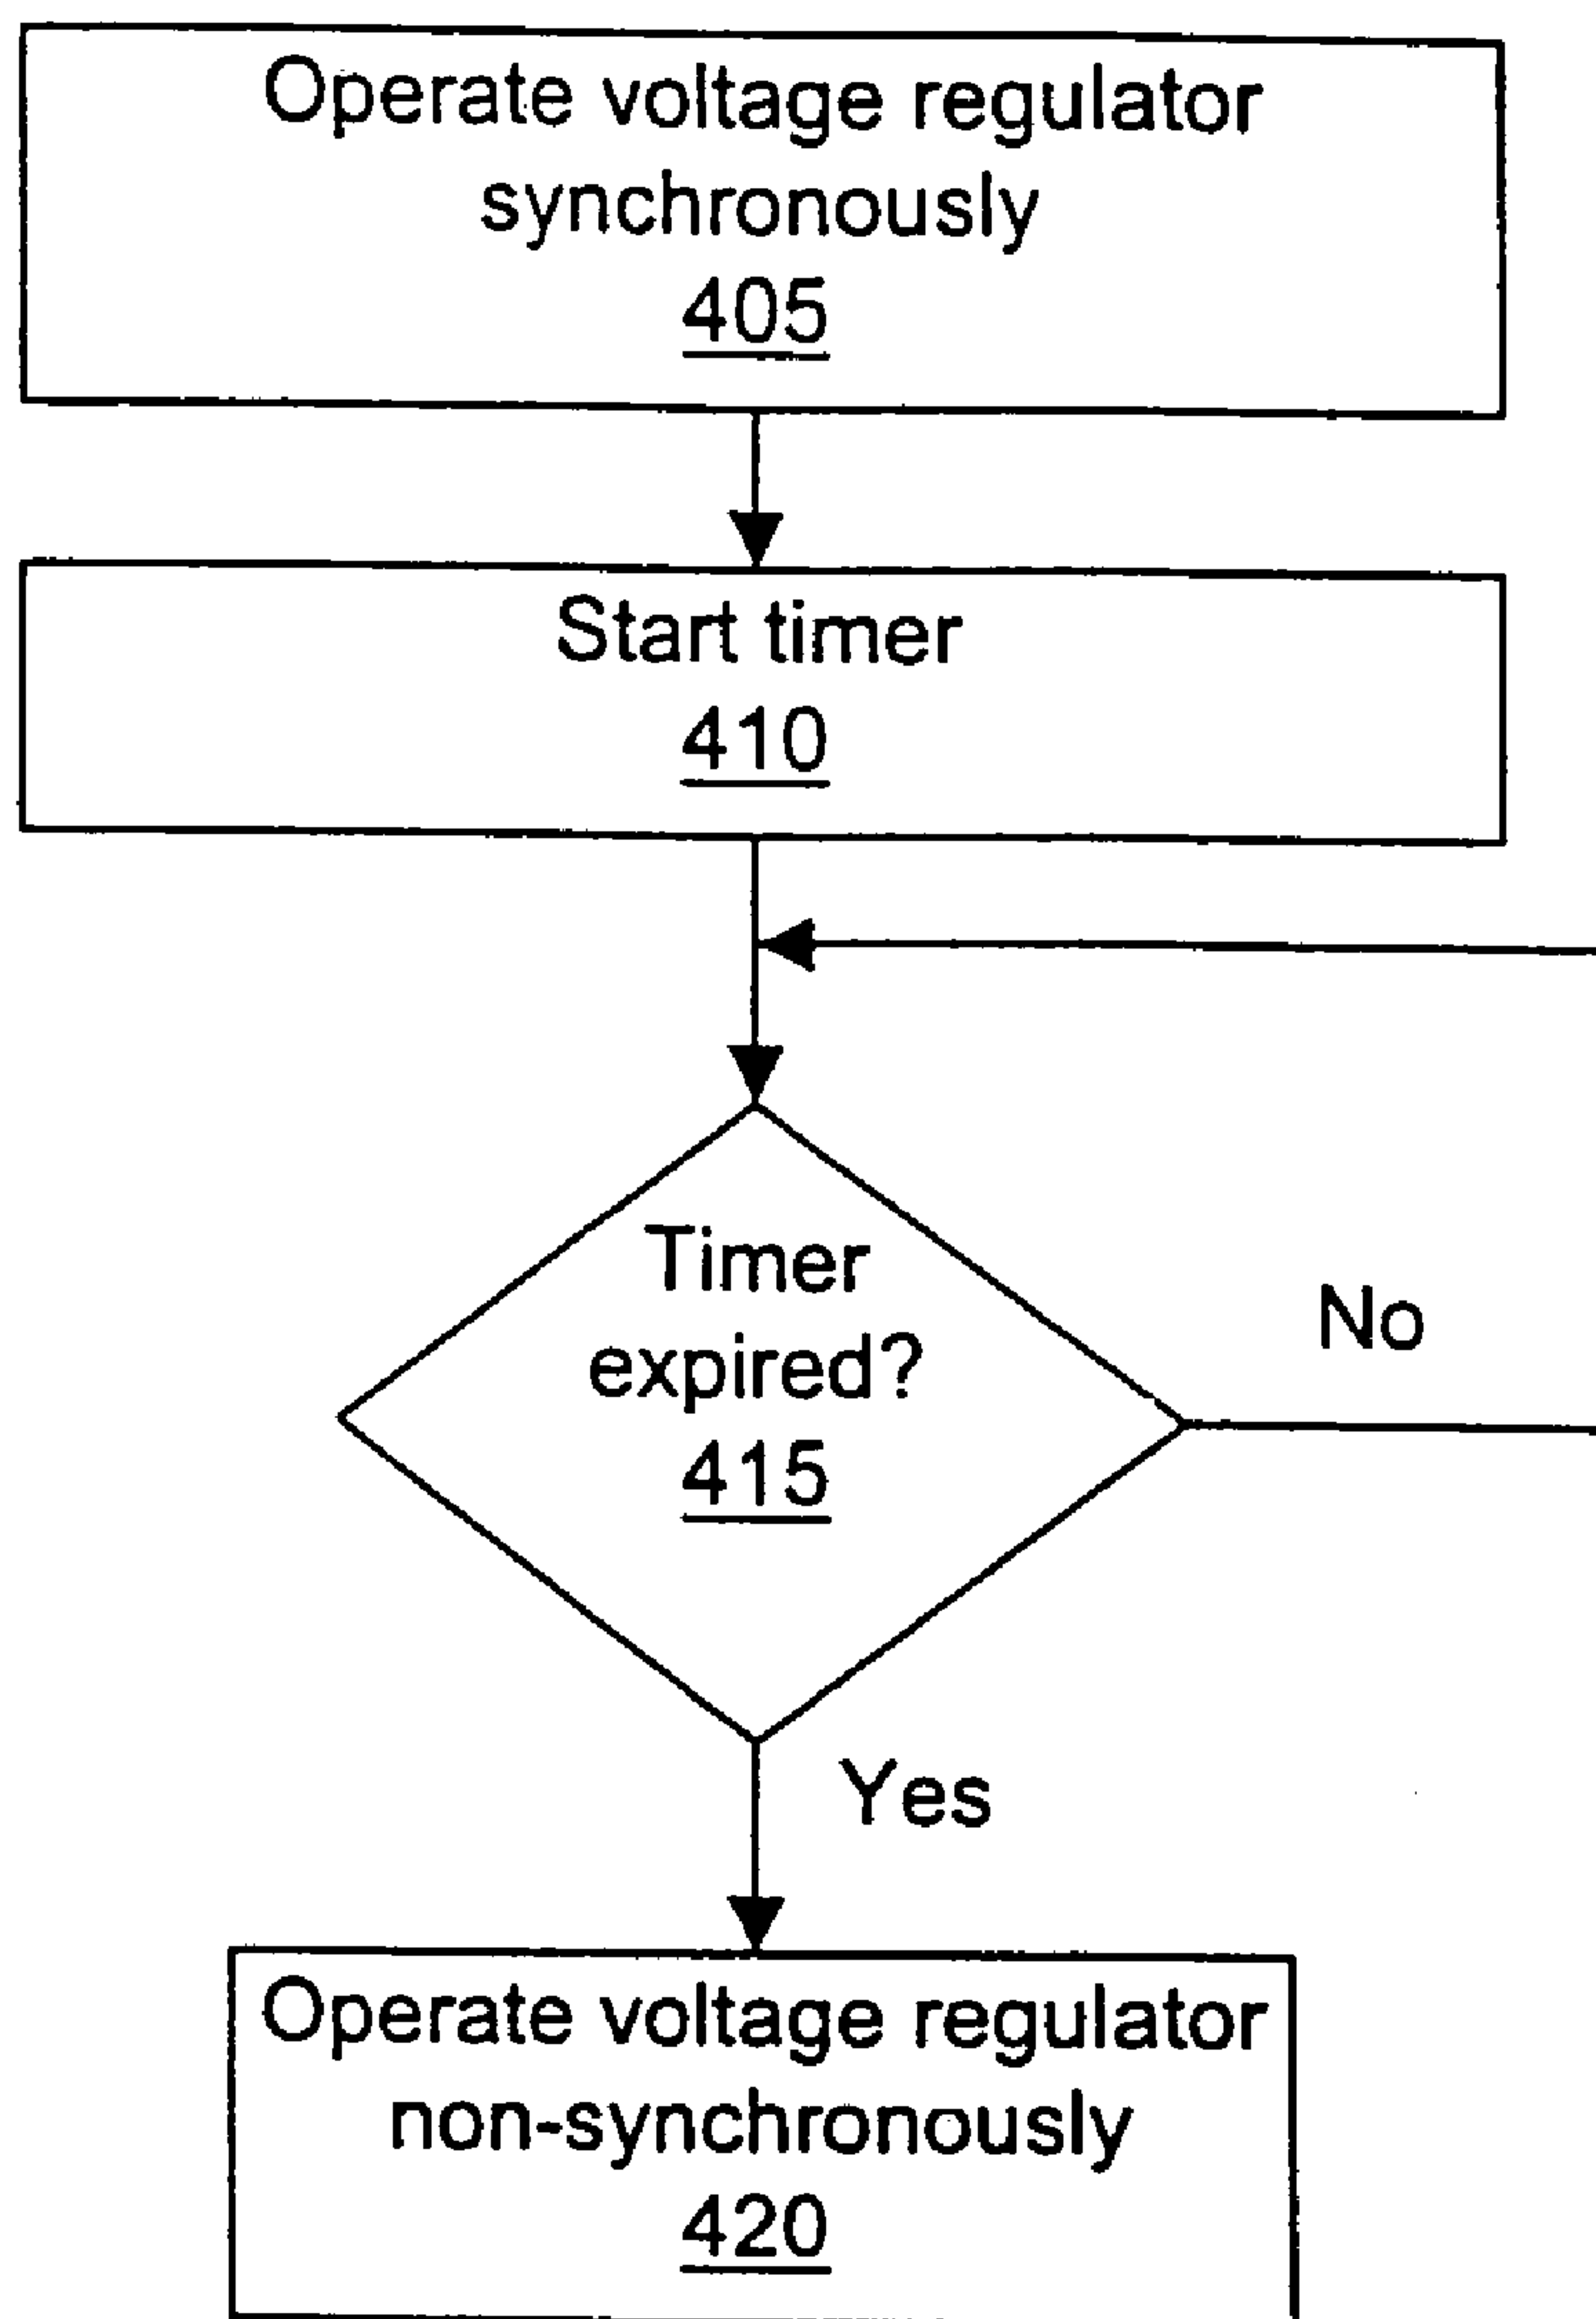 Operate voltage regulator
synchronously
405
Start timer
410
Timer
expired?
415
No
Yes
Operate voltage regulator
non-synchronously
420